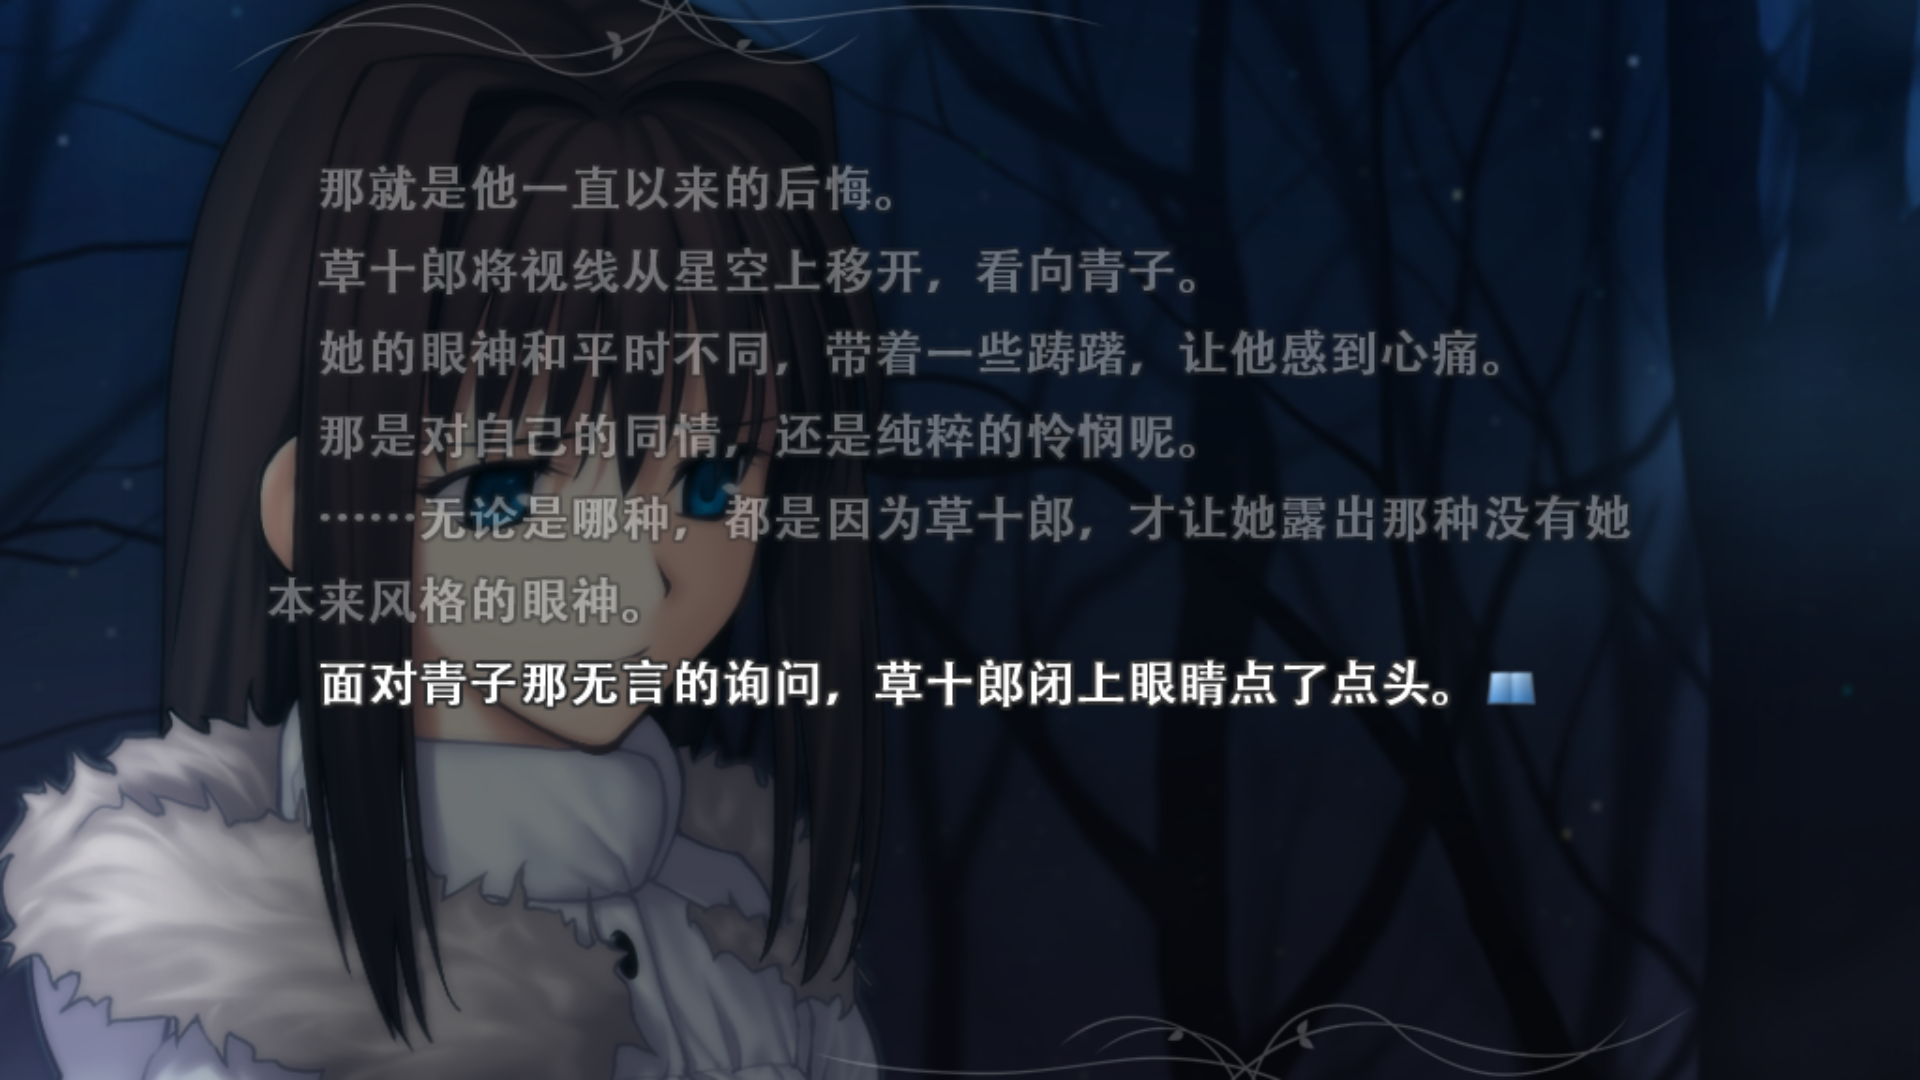 那就是他一直以来的后悔。
草十郎将视线从星空上移开，看向青子。
她的眼神和平时不同，带着一些踌躇，让他感到心痛。
那是对自己的同情，还是纯粹的怜悯呢。
……无论是哪种，都是因为草十郎，才让她露出那种没有她
本来风格的眼神。
面对青子那无言的询问，草十郎闭上眼睛点了点头。